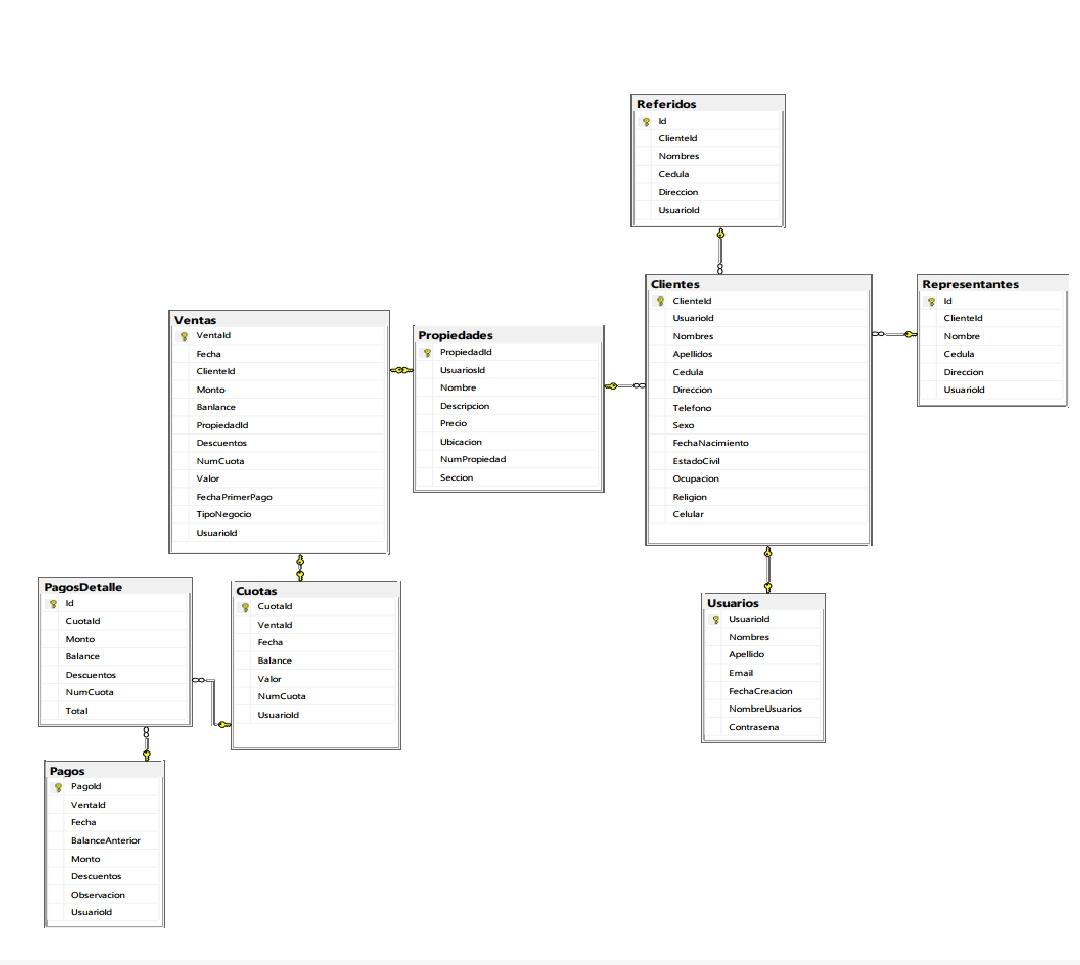 Referidos
Id
ClienteId
Nombres
Cedula
Direccion
UsuarioId
Clientes
ClienteId
UsuarioId
Nombres
Apellidos
Cedula
Direccion
Telefono
Sexo
FechaNacimiento
EstadoCivil
Ocupacion
Religion
Celular
Representantes
Id
ClienteId
Nombre
Cedula
Direccion
UsuarioId
Ventas
VentaId
Fecha
ClienteId
Monto
Banlance
PropiedadId
Descuentos
NumCuota
Valor
FechaPrimerPago
TipoNegocio
UsuarioId
Propiedades
PropiedadId
UsuariosId
Nombre
Descripcion
Precio
Ubicacion
NumPropiedad
Seccion
PagosDetalle
Id
CuotaId
Monto
Balance
Descuentos
NumCuota
Total
Cuotas
CuotaId
VentaId
Fecha
Balance
Valor
NumCuota
UsuarioId
Usuarios
UsuarioId
Nombres
Apellido
Email
FechaCreacion
NombreUsuarios
Contrasena
Pagos
PagoId
VentaId
Fecha
BalanceAnterior
Monto
Descuentos
Observacion
UsuarioId